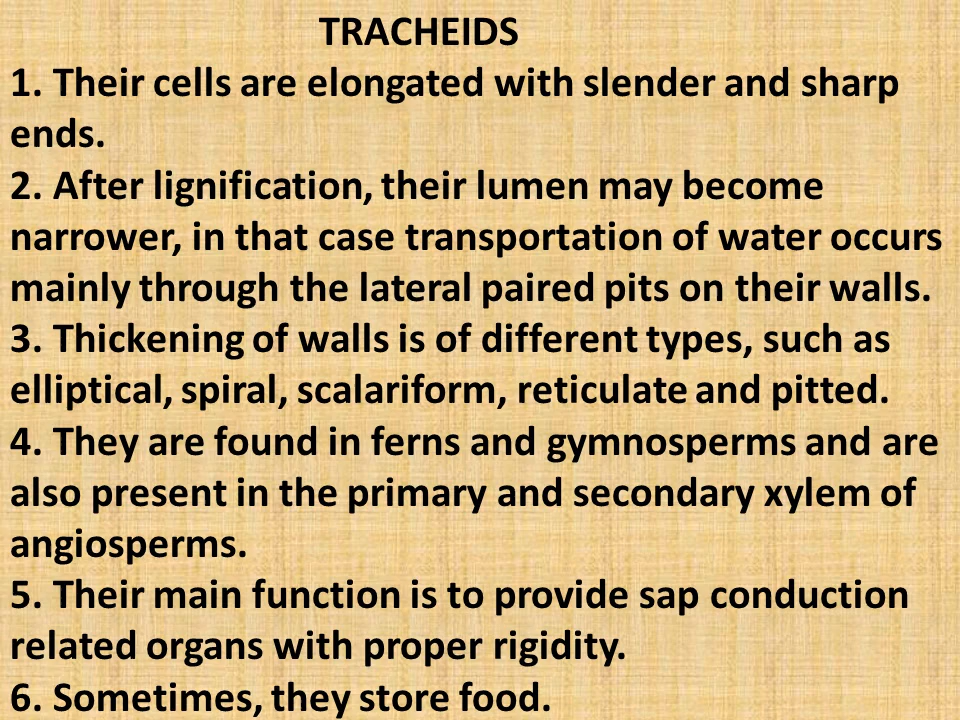 TRACHEIDS
1. Their cells are elongated with slender and sharp
ends.
2. After lignification, their lumen may become
narrower, in that case transportation of water occurs
mainly through the lateral paired pits on their walls.
3. Thickening of walls is of different types, such as
elliptical, spiral, scalariform, reticulate and pitted.
4. They are found in ferns and gymnosperms and are
also present in the primary and secondary xylem of
angiosperms.
5. Their main function is to provide sap conduction
related organs with proper rigidity.
6. Sometimes, they store food.